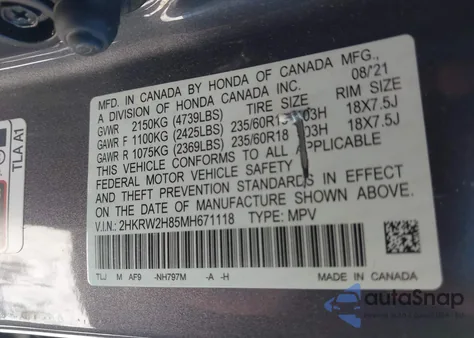 TLA A1
MFD. IN CANADA BY HONDA OF CANADA MFG.,
A DIVISION OF HONDA CANADA INC. 08/21
TIRE SIZE RIM SIZE
GVWR 2150KG (4739LBS)
GAWR F 1100KG (2425LBS) 235/60R18 103H 18X7.5J
GAWR R 1075KG (2369LBS) 235/60R18 103H 18X7.5J
THIS VEHICLE CONFORMS TO ALL APPLICABLE
FEDERAL MOTOR VEHICLE SAFETY
AND THEFT PREVENTION STANDARDS IN EFFECT
ON THE DATE OF MANUFACTURE SHOWN ABOVE.
V.I.N.: 2HKRW2H85MH671118 TYPE: MPV
TLJ M AF9 -NH797M -A -H
MADE IN CANADA
autoSnap